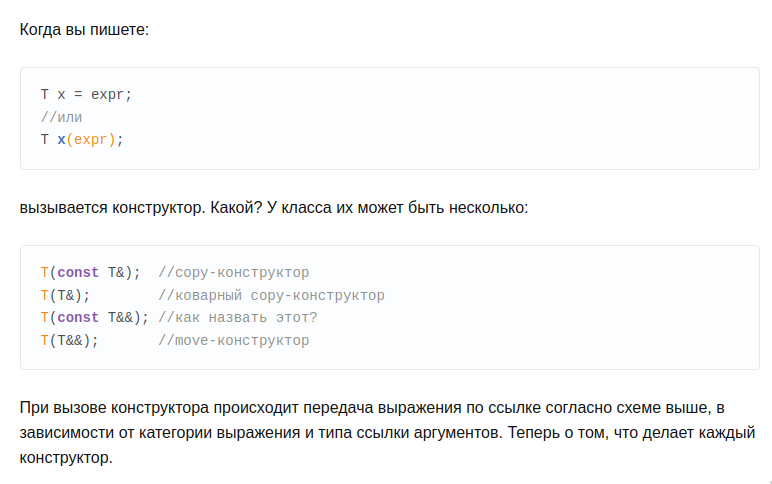 Когда вы пишете:
T x = expr;
//или
T x(expr);
вызывается конструктор. Какой? У класса их может быть несколько:
T(const T&);  //copy-конструктор
T(T&);        //коварный copy-конструктор
T(const T&&); //как назвать этот?
T(T&&);       //move-конструктор
При вызове конструктора происходит передача выражения по ссылке согласно схеме выше, в
зависимости от категории выражения и типа ссылки аргументов. Теперь о том, что делает каждый
конструктор.